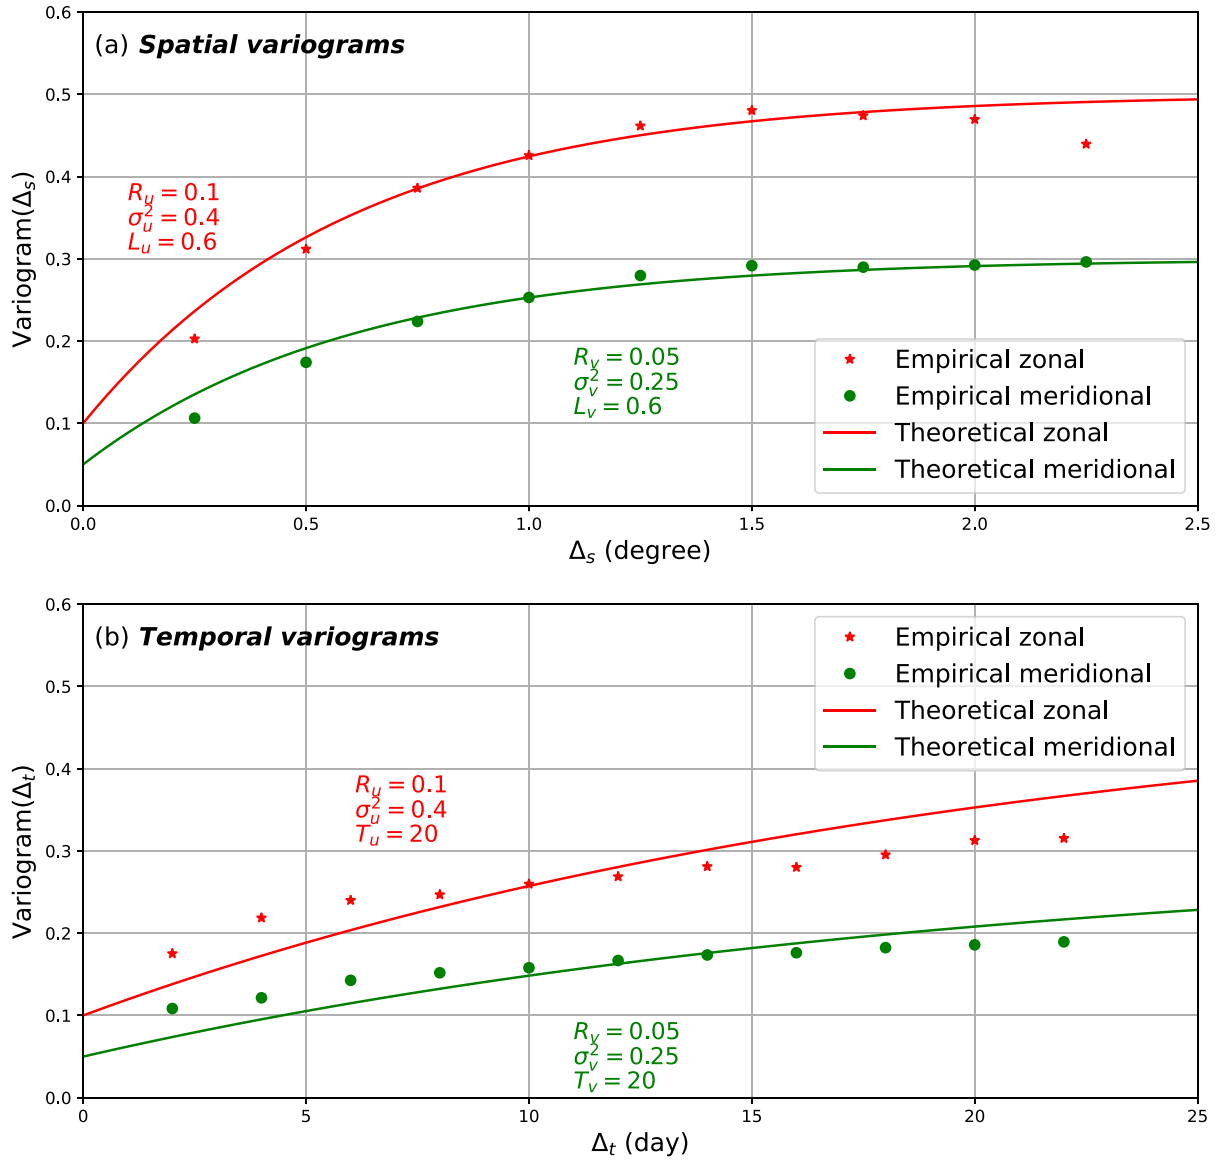 (a) Spatial variograms
0.6
0.5
0.4
0.3
0.2
0.1
0.0
Variogram(Δ_s)
R_u = 0.1
σ_u^2 = 0.4
L_u = 0.6
R_v = 0.05
σ_v^2 = 0.25
L_v = 0.6
Empirical zonal
Empirical meridional
Theoretical zonal
Theoretical meridional
0.0 0.5 1.0 1.5 2.0 2.5
Δ_s (degree)
(b) Temporal variograms
0.6
0.5
0.4
0.3
0.2
0.1
0.0
Variogram(Δ_t)
Empirical zonal
Empirical meridional
Theoretical zonal
Theoretical meridional
R_u = 0.1
σ_u^2 = 0.4
T_u = 20
R_v = 0.05
σ_v^2 = 0.25
T_v = 20
0 5 10 15 20 25
Δ_t (day)